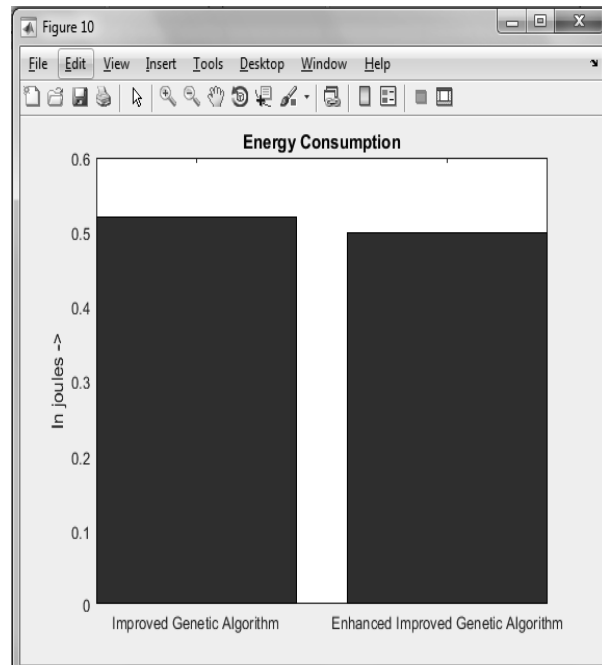 Figure 10
File Edit View Insert Tools Desktop Window Help
Energy Consumption
0.6
0.5
0.4
0.3
0.2
0.1
0
In joules ->
Improved Genetic Algorithm
Enhanced Improved Genetic Algorithm